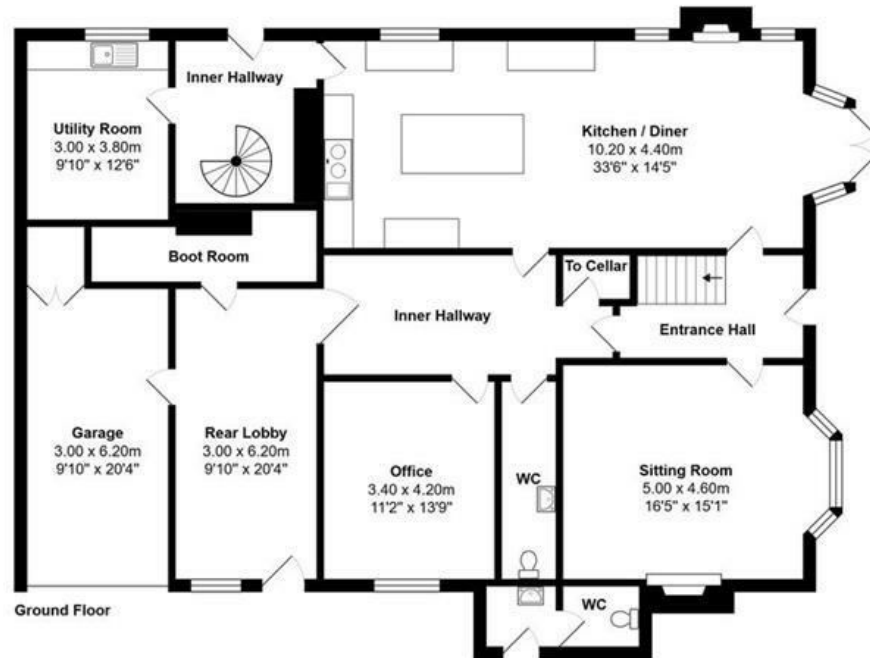 Inner Hallway
Utility Room
3.00 x 3.80m
9'10" x 12'6"
Kitchen / Diner
10.20 x 4.40m
33'6" x 14'5"
Boot Room
To Cellar
Inner Hallway
Entrance Hall
Garage
3.00 x 6.20m
9'10" x 20'4"
Rear Lobby
3.00 x 6.20m
9'10" x 20'4"
Office
3.40 x 4.20m
11'2" x 13'9"
WC
Sitting Room
5.00 x 4.60m
16'5" x 15'1"
Ground Floor
WC